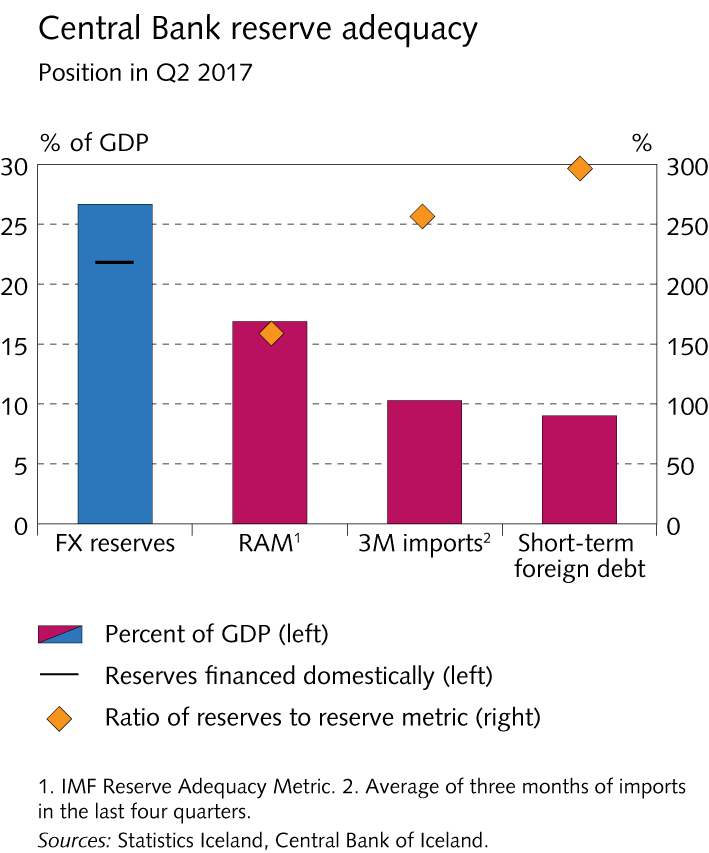 Central Bank reserve adequacy
Position in Q2 2017
% of GDP %
30 300
25 250
20 200
15 150
10 100
5 50
0 0
FX reserves RAM¹ 3M imports² Short-term
foreign debt
Percent of GDP (left)
Reserves financed domestically (left)
Ratio of reserves to reserve metric (right)
1. IMF Reserve Adequacy Metric. 2. Average of three months of imports
in the last four quarters.
Sources: Statistics Iceland, Central Bank of Iceland.